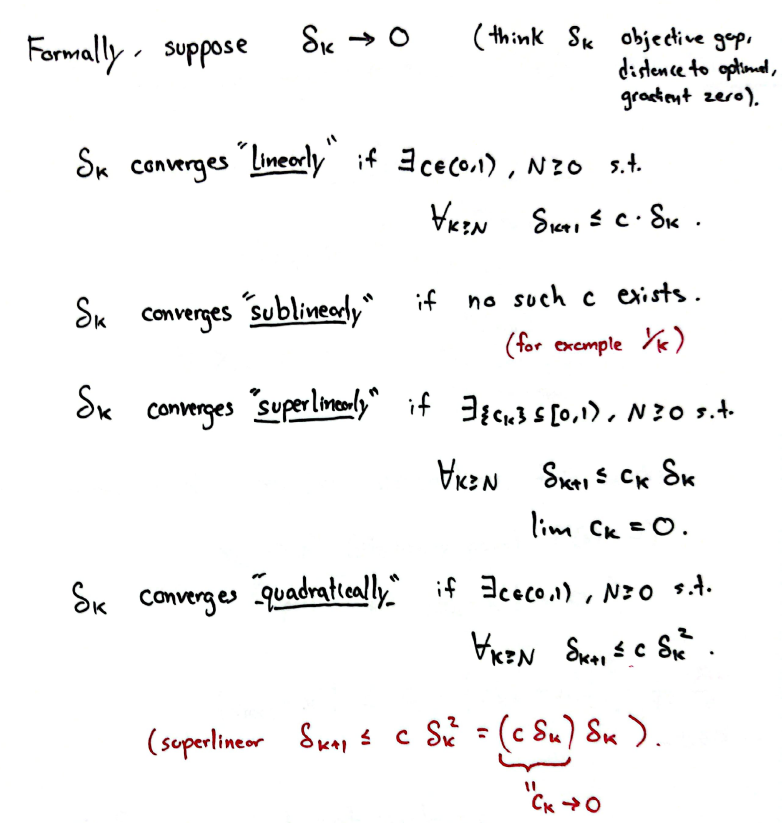 Formally, suppose δₖ → 0 (think δₖ objective gap,
distance to optimal,
gradient zero).
δₖ converges "linearly" if ∃c∈(0,1), N≥0 s.t.
∀k≥N δₖ₊₁ ≤ c · δₖ .
δₖ converges "sublinearly" if no such c exists.
(for example 1/k)
δₖ converges "superlinearly" if ∃{cₖ}⊆[0,1), N≥0 s.t.
∀k≥N δₖ₊₁ ≤ cₖ δₖ
lim cₖ = 0.
δₖ converges "quadratically" if ∃c∈(0,1), N≥0 s.t.
∀k≥N δₖ₊₁ ≤ c δₖ² .
(superlinear δₖ₊₁ ≤ c δₖ² = (c δₖ) δₖ ).
"cₖ → 0